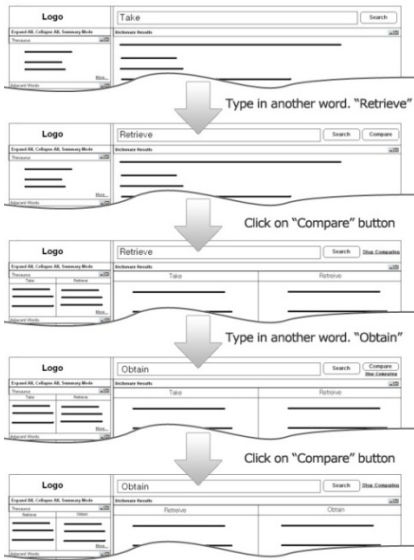 Logo
Take
Search
Expand All, Collapse All, Summary Mode
Dictionary Results
Thesaurus
More...
Adjacent Words
Type in another word. "Retrieve"
Logo
Retrieve
Search
Compare
Expand All, Collapse All, Summary Mode
Dictionary Results
Thesaurus
More...
Adjacent Words
Click on "Compare" button
Logo
Retrieve
Search
Stop Comparing
Expand All, Collapse All, Summary Mode
Dictionary Results
Thesaurus
Take Retrieve
Take Retrieve
More...
Adjacent Words
Type in another word. "Obtain"
Logo
Obtain
Search
Compare
Stop Comparing
Expand All, Collapse All, Summary Mode
Dictionary Results
Thesaurus
Take Retrieve
Take Retrieve
More...
Adjacent Words
Click on "Compare" button
Logo
Obtain
Search
Stop Comparing
Expand All, Collapse All, Summary Mode
Dictionary Results
Thesaurus
Retrieve Obtain
Retrieve Obtain
More...
Adjacent Words